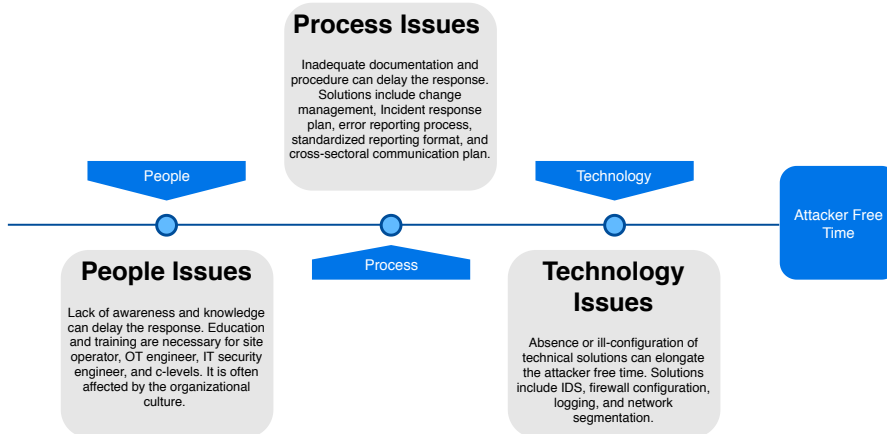 Process Issues
Inadequate documentation and
procedure can delay the response.
Solutions include change
management, Incident response
plan, error reporting process,
standardized reporting format, and
cross-sectoral communication plan.
People
Technology
Attacker Free
Time
Process
People Issues
Lack of awareness and knowledge
can delay the response. Education
and training are necessary for site
operator, OT engineer, IT security
engineer, and c-levels. It is often
affected by the organizational
culture.
Technology
Issues
Absence or ill-configuration of
technical solutions can elongate
the attacker free time. Solutions
include IDS, firewall configuration,
logging, and network
segmentation.